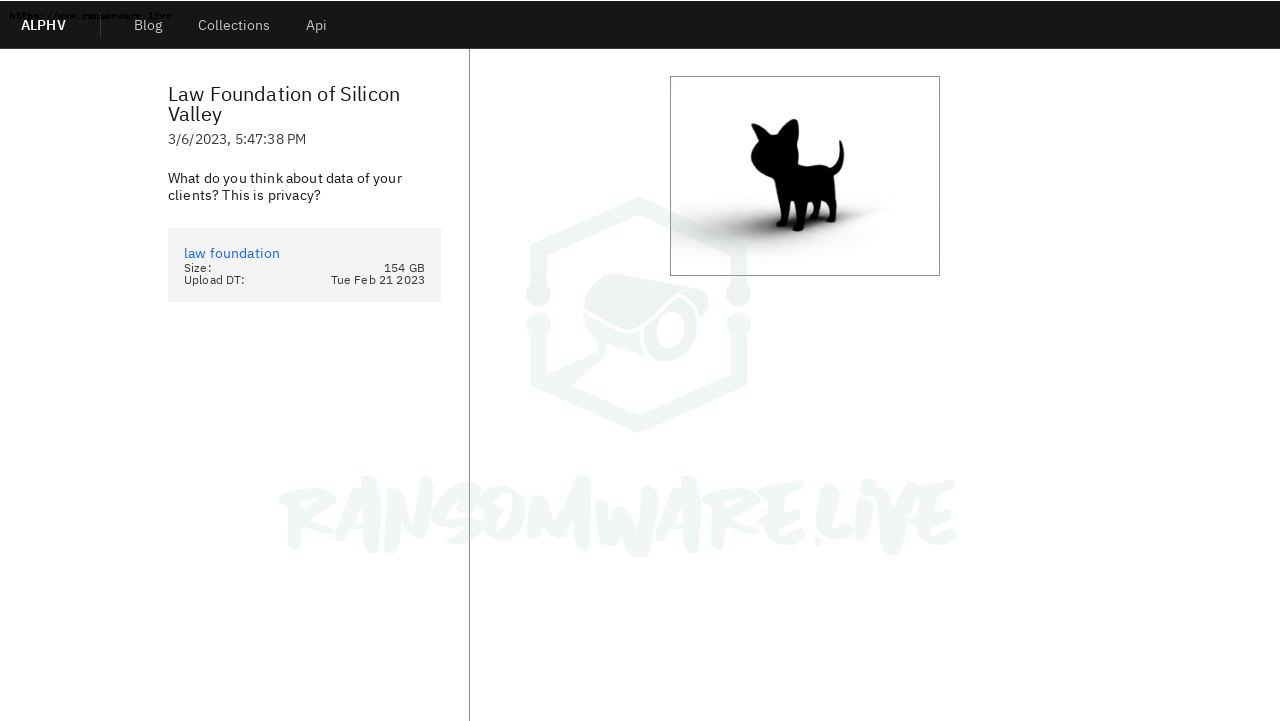 https://www.ransomware.live
ALPHV
Blog
Collections
Api
Law Foundation of Silicon
Valley
3/6/2023, 5:47:38 PM
What do you think about data of your
clients? This is privacy?
law foundation
Size: 154 GB
Upload DT: Tue Feb 21 2023
RANSOMWARE.LIVE